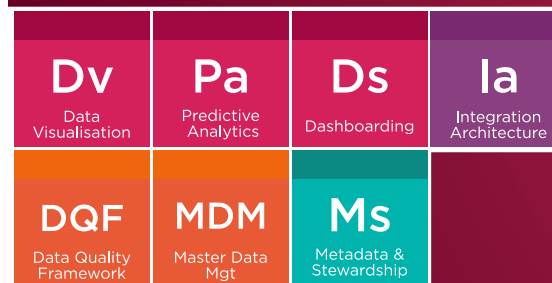 Dv
Data
Visualisation
Pa
Predictive
Analytics
Ds
Dashboarding
Ia
Integration
Architecture
DQF
Data Quality
Framework
MDM
Master Data
Mgt
Ms
Metadata &
Stewardship